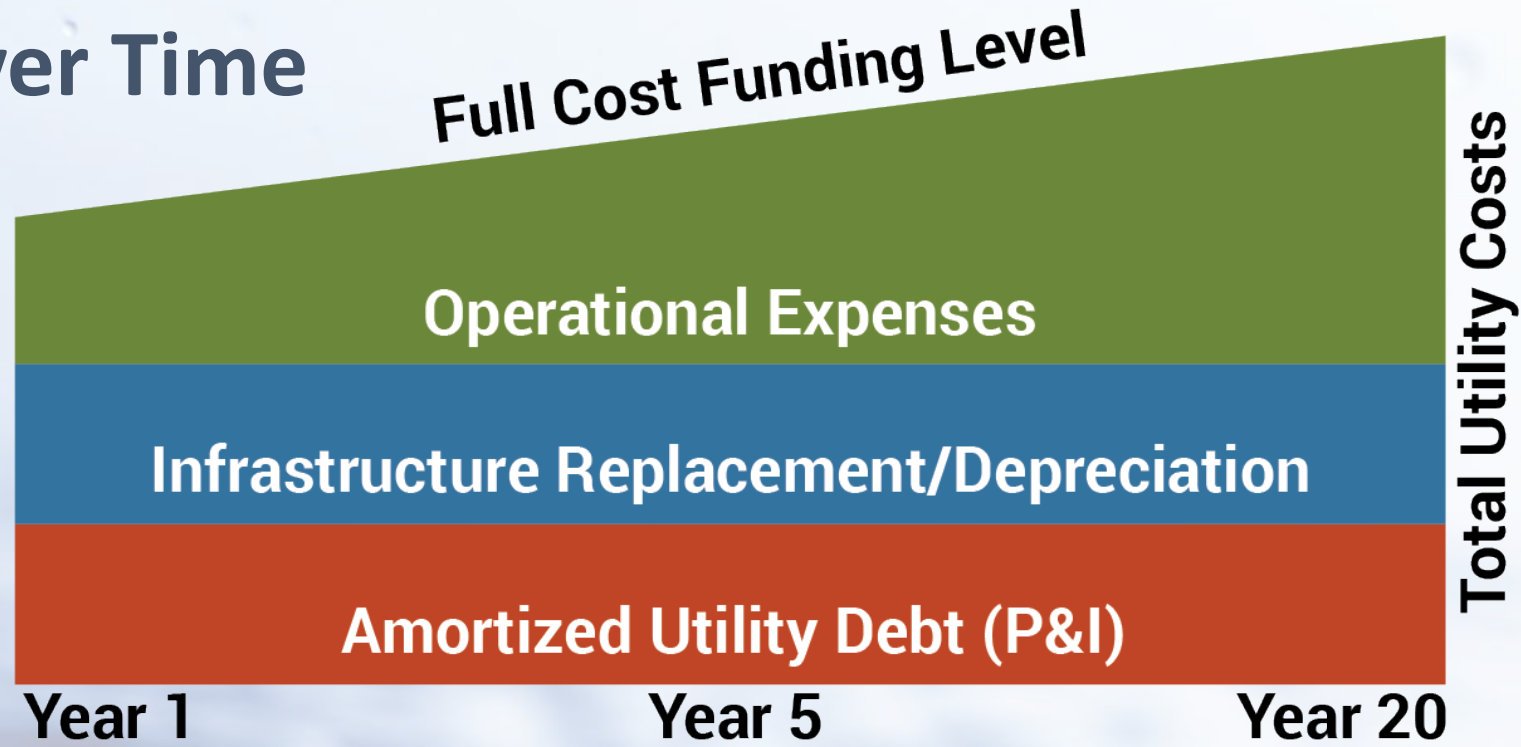 ver Time
Full Cost Funding Level
Operational Expenses
Infrastructure Replacement/Depreciation
Amortized Utility Debt (P&I)
Total Utility Costs
Year 1
Year 5
Year 20